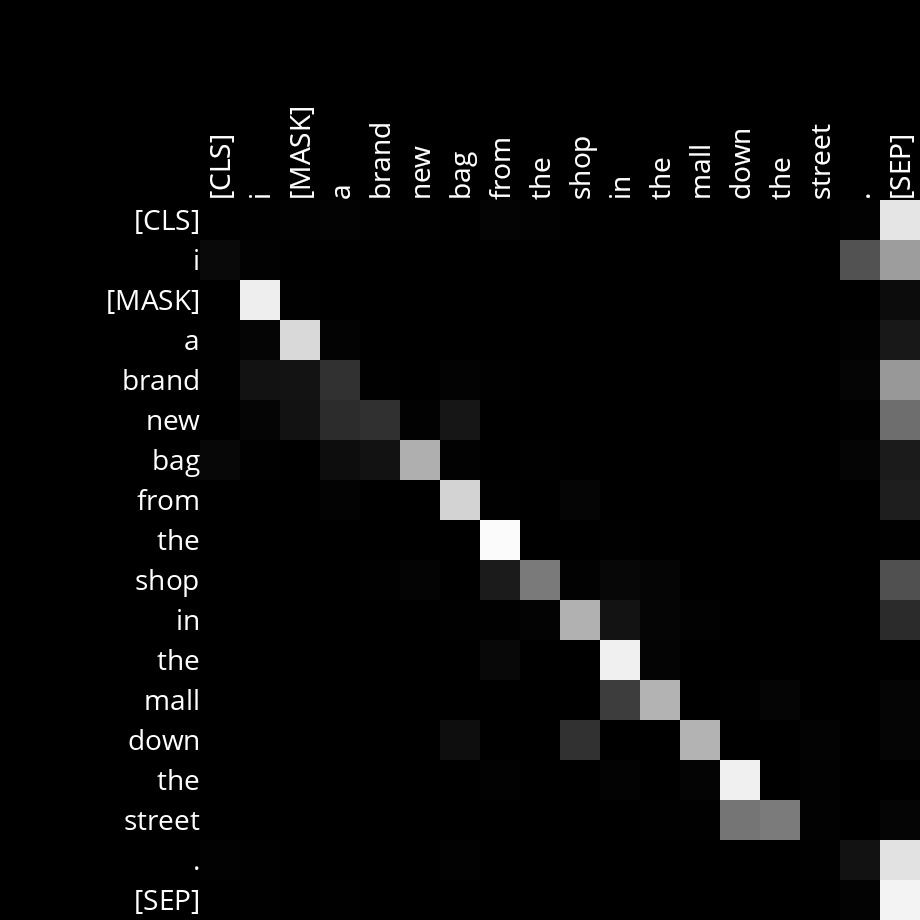 [CLS] i [MASK] a brand new bag from the shop in the mall down the street . [SEP]
[CLS]
i
[MASK]
a
brand
new
bag
from
the
shop
in
the
mall
down
the
street
.
[SEP]